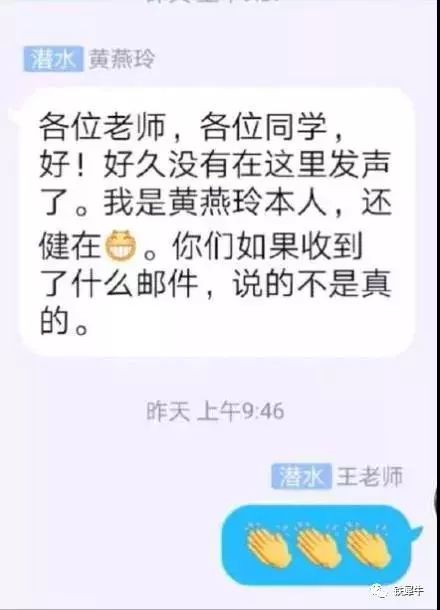 潜水 黄燕玲
各位老师，各位同学，
好！好久没有在这里发声
了。我是黄燕玲本人，还
健在😁。你们如果收到
了什么邮件，说的不是真
的。
昨天 上午9:46
潜水 王老师
👏👏👏
铁犀牛